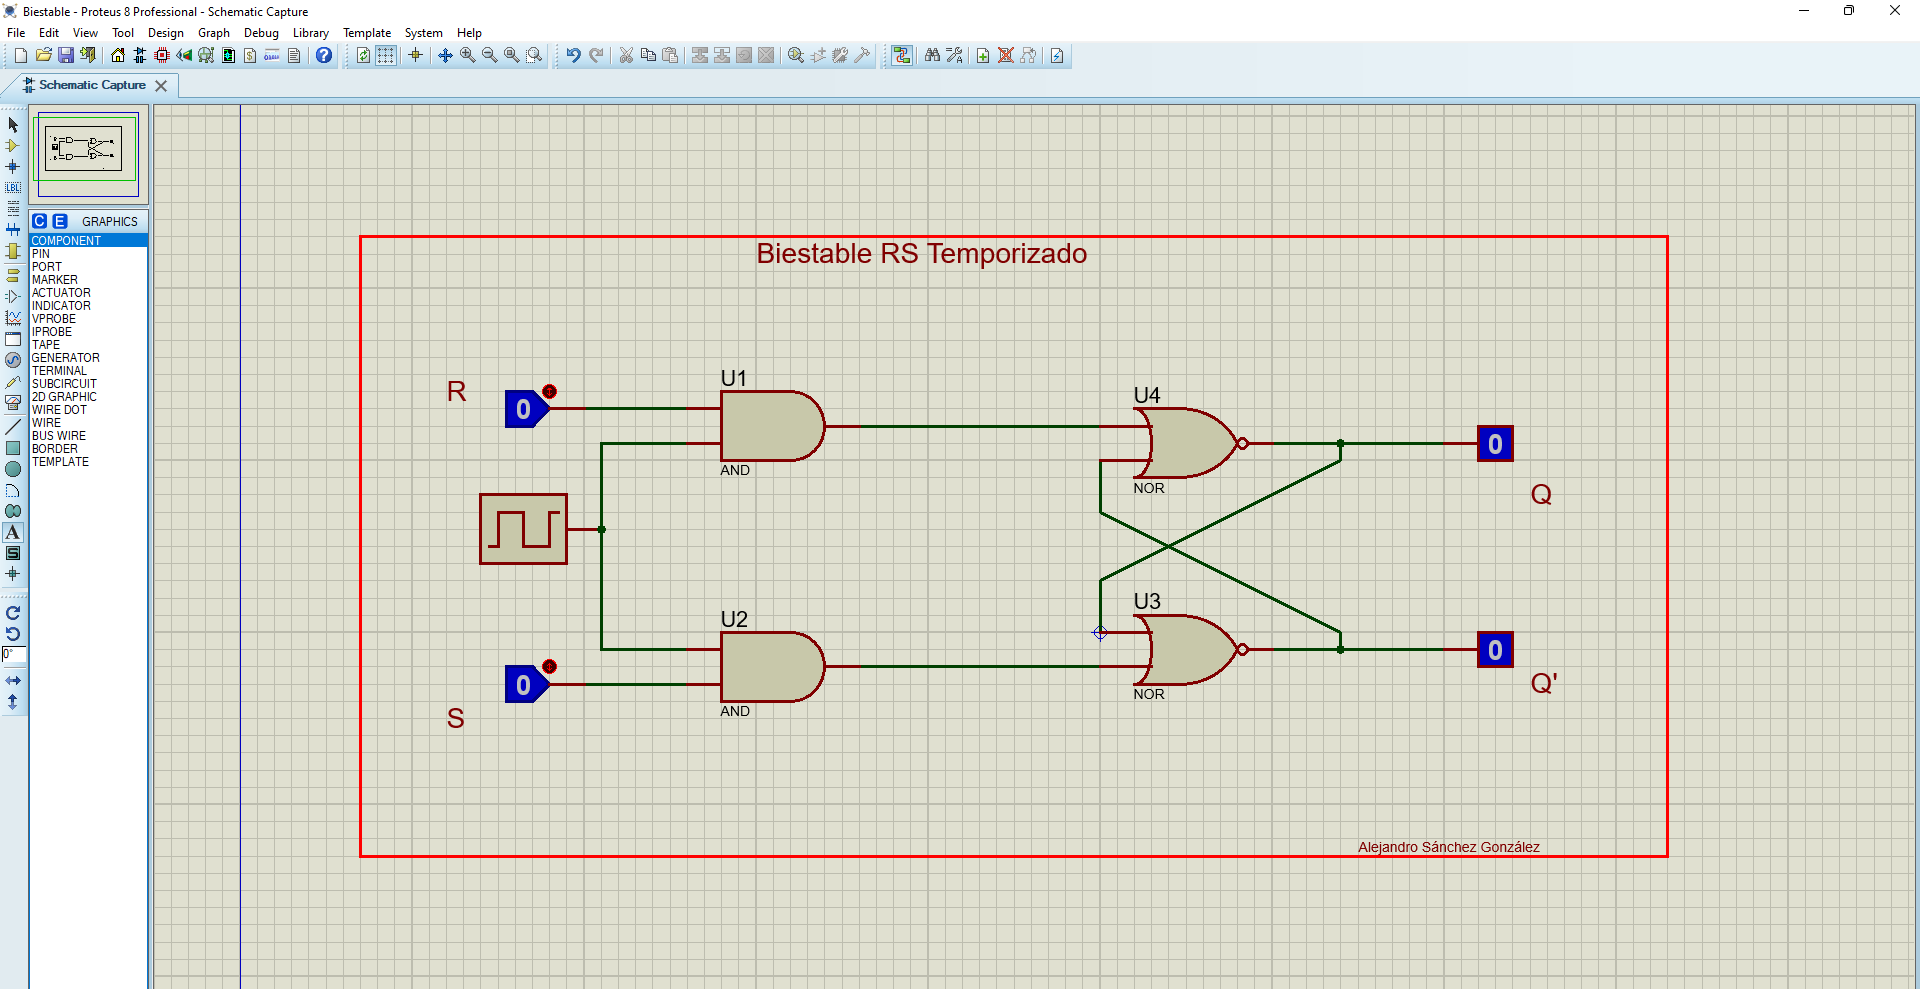 Biestable - Proteus 8 Professional - Schematic Capture
File Edit View Tool Design Graph Debug Library Template System Help
Schematic Capture
LBL
C E GRAPHICS
COMPONENT
PIN
PORT
MARKER
ACTUATOR
INDICATOR
VPROBE
IPROBE
TAPE
GENERATOR
TERMINAL
SUBCIRCUIT
2D GRAPHIC
WIRE DOT
WIRE
BUS WIRE
BORDER
TEMPLATE
A
S
0°
Biestable RS Temporizado
R
0
U1
AND
U4
NOR
0
Q
U2
AND
0
S
U3
NOR
0
Q'
Alejandro Sánchez González